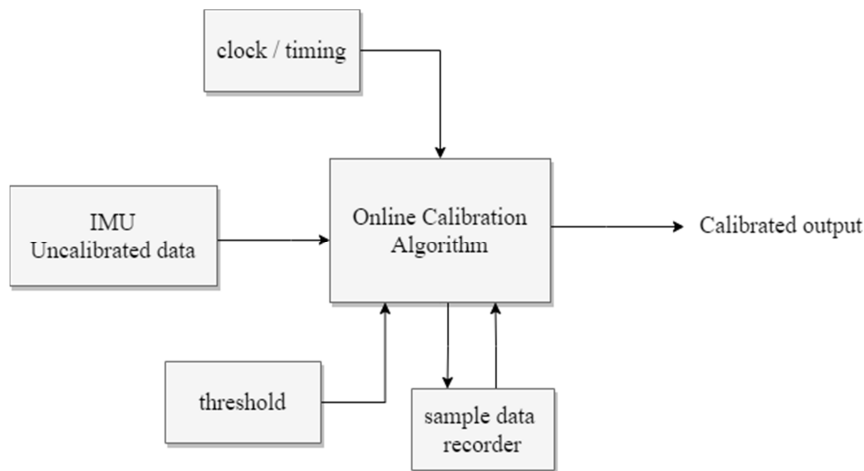 clock / timing
IMU
Uncalibrated data
Online Calibration
Algorithm
Calibrated output
threshold
sample data
recorder